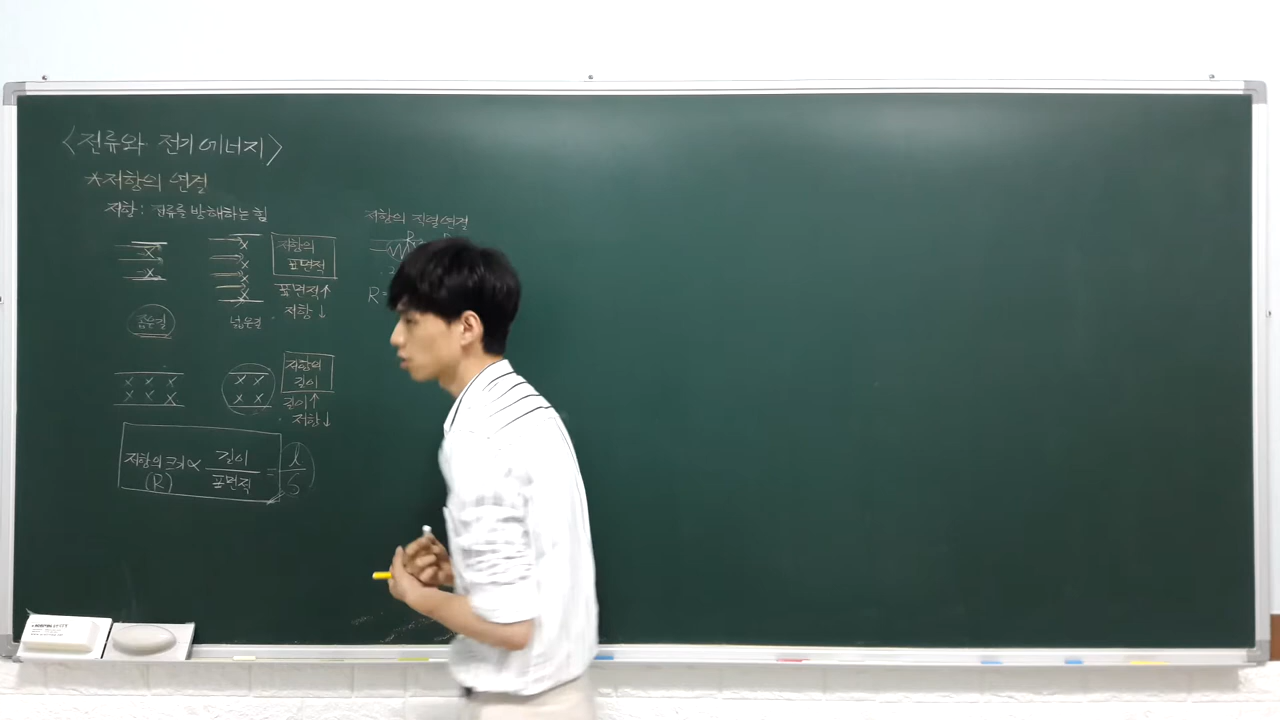 <전류와 전기에너지>
*저항의 연결
저항: 전류를 방해하는 힘
저항의
표면적
표면적↑
저항↓
좁은길
넓은길
저항의
길이
길이↑
저항↓
저항의 크기 ∝ 길이/표면적 = l/S
(R)
저항의 직렬연결
R
R=